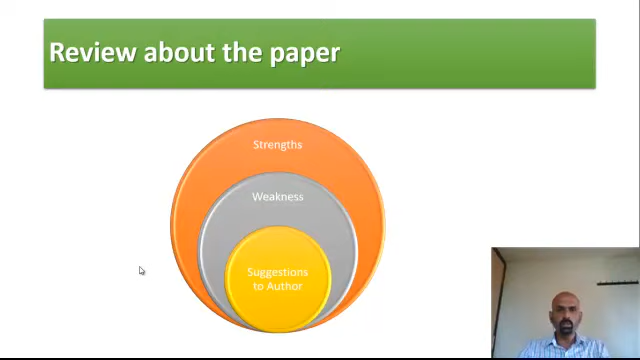 Review about the paper
Strengths
Weakness
Suggestions
to Author